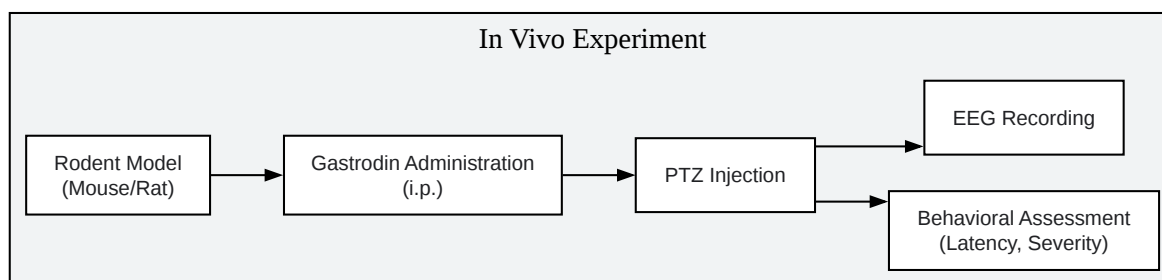 In Vivo Experiment
Rodent Model
(Mouse/Rat)
Gastrodin Administration
(i.p.)
PTZ Injection
EEG Recording
Behavioral Assessment
(Latency, Severity)